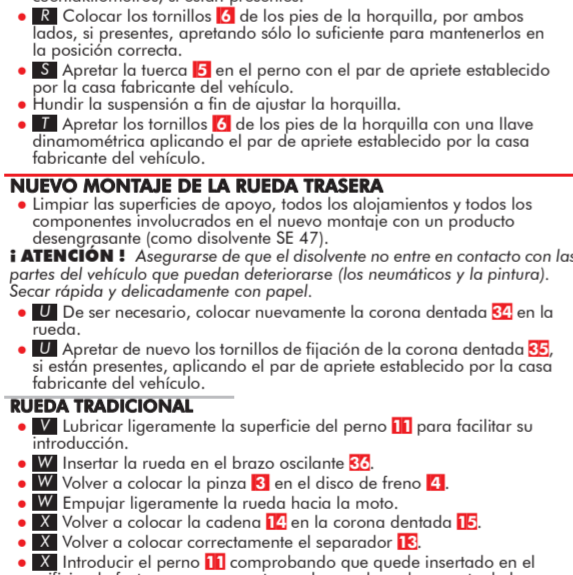 • R Colocar los tornillos 6 de los pies de la horquilla, por ambos
lados, si presentes, apretando sólo lo suficiente para mantenerlos en
la posición correcta.
• S Apretar la tuerca 5 en el perno con el par de apriete establecido
por la casa fabricante del vehículo.
• Hundir la suspensión a fin de ajustar la horquilla.
• T Apretar los tornillos 6 de los pies de la horquilla con una llave
dinamométrica aplicando el par de apriete establecido por la casa
fabricante del vehículo.
NUEVO MONTAJE DE LA RUEDA TRASERA
• Limpiar las superficies de apoyo, todos los alojamientos y todos los
componentes involucrados en el nuevo montaje con un producto
desengrasante (como disolvente SE 47).
¡ ATENCIÓN ! Asegurarse de que el disolvente no entre en contacto con las
partes del vehículo que puedan deteriorarse (los neumáticos y la pintura).
Secar rápida y delicadamente con papel.
• U De ser necesario, colocar nuevamente la corona dentada 34 en la
rueda.
• U Apretar de nuevo los tornillos de fijación de la corona dentada 35,
si están presentes, aplicando el par de apriete establecido por la casa
fabricante del vehículo.
RUEDA TRADICIONAL
• V Lubricar ligeramente la superficie del perno 11 para facilitar su
introducción.
• W Insertar la rueda en el brazo oscilante 36.
• W Volver a colocar la pinza 3 en el disco de freno 4.
• W Empujar ligeramente la rueda hacia la moto.
• X Volver a colocar la cadena 14 en la corona dentada 15.
• X Volver a colocar correctamente el separador 13.
• X Introducir el perno 11 comprobando que quede insertado en el